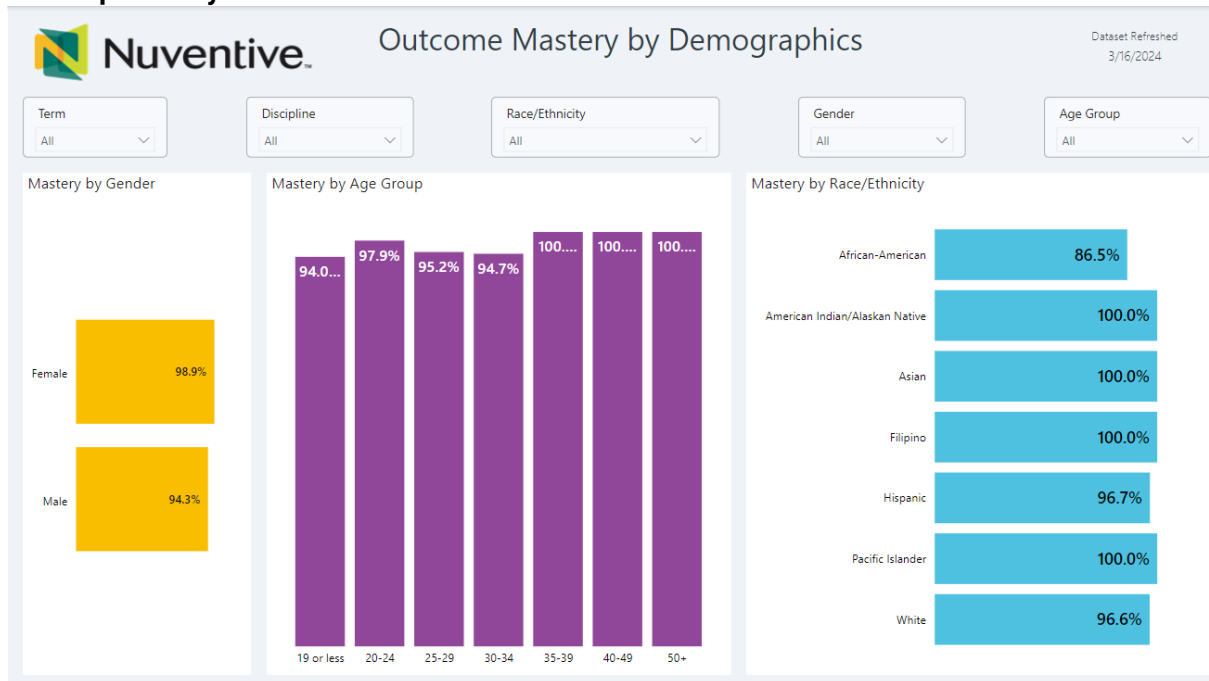 Nuventive™
Outcome Mastery by Demographics
Dataset Refreshed
3/16/2024
Term
All
Discipline
All
Race/Ethnicity
All
Gender
All
Age Group
All
Mastery by Gender
Female
98.9%
Male
94.3%
Mastery by Age Group
94.0...
97.9%
95.2%
94.7%
100....
100....
100....
19 or less
20-24
25-29
30-34
35-39
40-49
50+
Mastery by Race/Ethnicity
African-American
86.5%
American Indian/Alaskan Native
100.0%
Asian
100.0%
Filipino
100.0%
Hispanic
96.7%
Pacific Islander
100.0%
White
96.6%